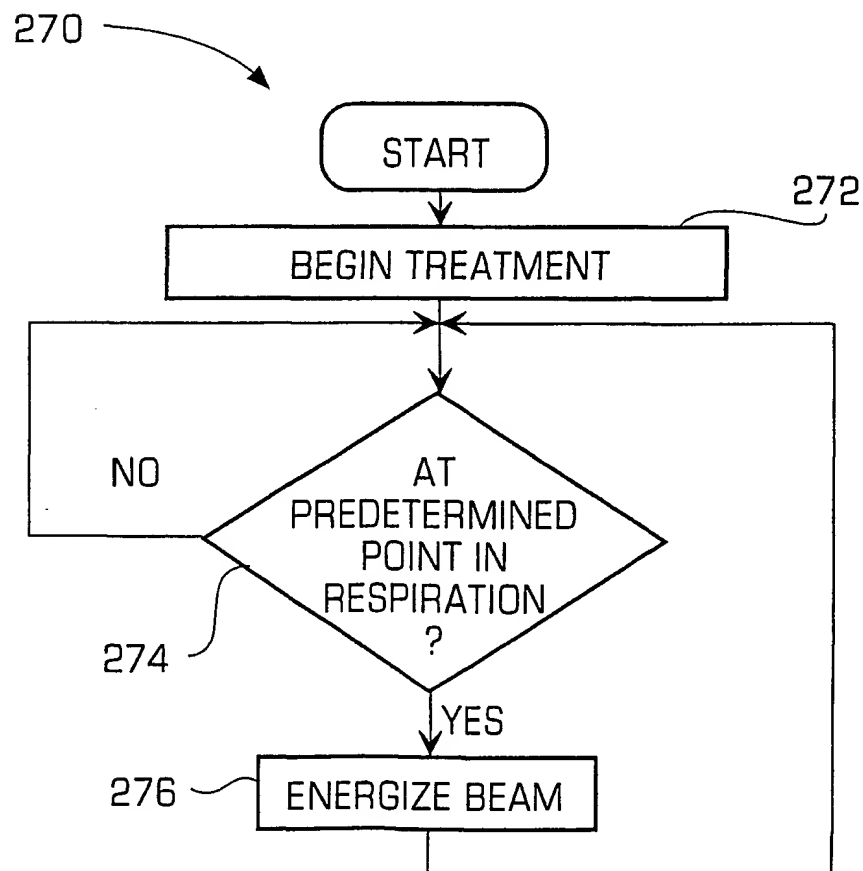 270
START
272
BEGIN TREATMENT
NO
AT
PREDETERMINED
POINT IN
RESPIRATION
?
274
YES
276
ENERGIZE BEAM